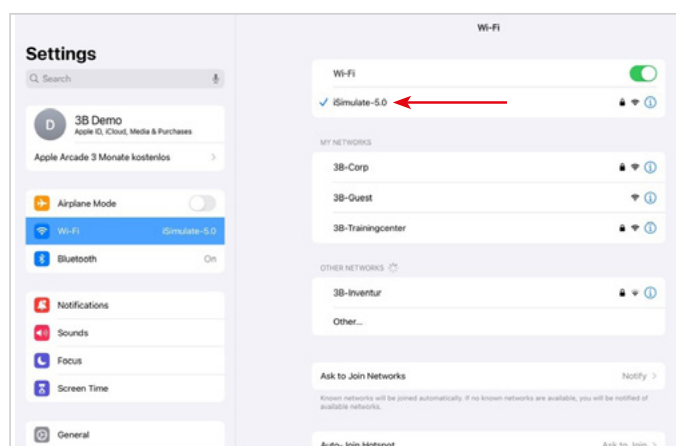 Settings
Search
D
3B Demo
Apple ID, iCloud, Media & Purchases
Apple Arcade 3 Monate kostenlos
Airplane Mode
Wi-Fi
iSimulate-5.0
Bluetooth
On
Notifications
Sounds
Focus
Screen Time
General
Wi-Fi
Wi-Fi
iSimulate-5.0
MY NETWORKS
3B-Corp
3B-Guest
3B-Trainingcenter
OTHER NETWORKS
3B-Inventur
Other...
Ask to Join Networks
Notify
Known networks will be joined automatically. If no known networks are available, you will be notified of
available networks.
Auto-Join Hotspot
Ask to Join